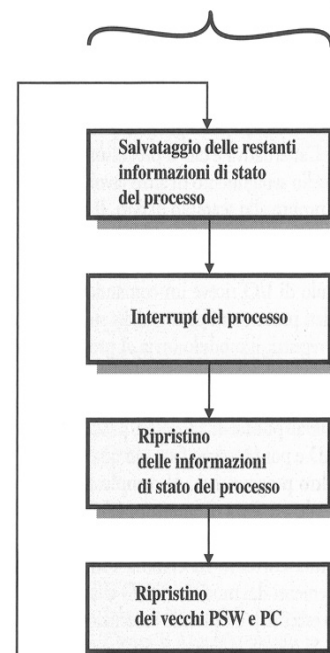 Salvataggio delle restanti
informazioni di stato
del processo
Interrupt del processo
Ripristino
delle informazioni
di stato del processo
Ripristino
dei vecchi PSW e PC